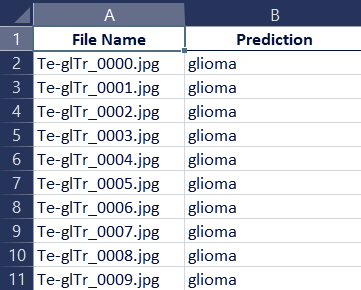 A B
1 File Name Prediction
2 Te-glTr_0000.jpg glioma
3 Te-glTr_0001.jpg glioma
4 Te-glTr_0002.jpg glioma
5 Te-glTr_0003.jpg glioma
6 Te-glTr_0004.jpg glioma
7 Te-glTr_0005.jpg glioma
8 Te-glTr_0006.jpg glioma
9 Te-glTr_0007.jpg glioma
10 Te-glTr_0008.jpg glioma
11 Te-glTr_0009.jpg glioma